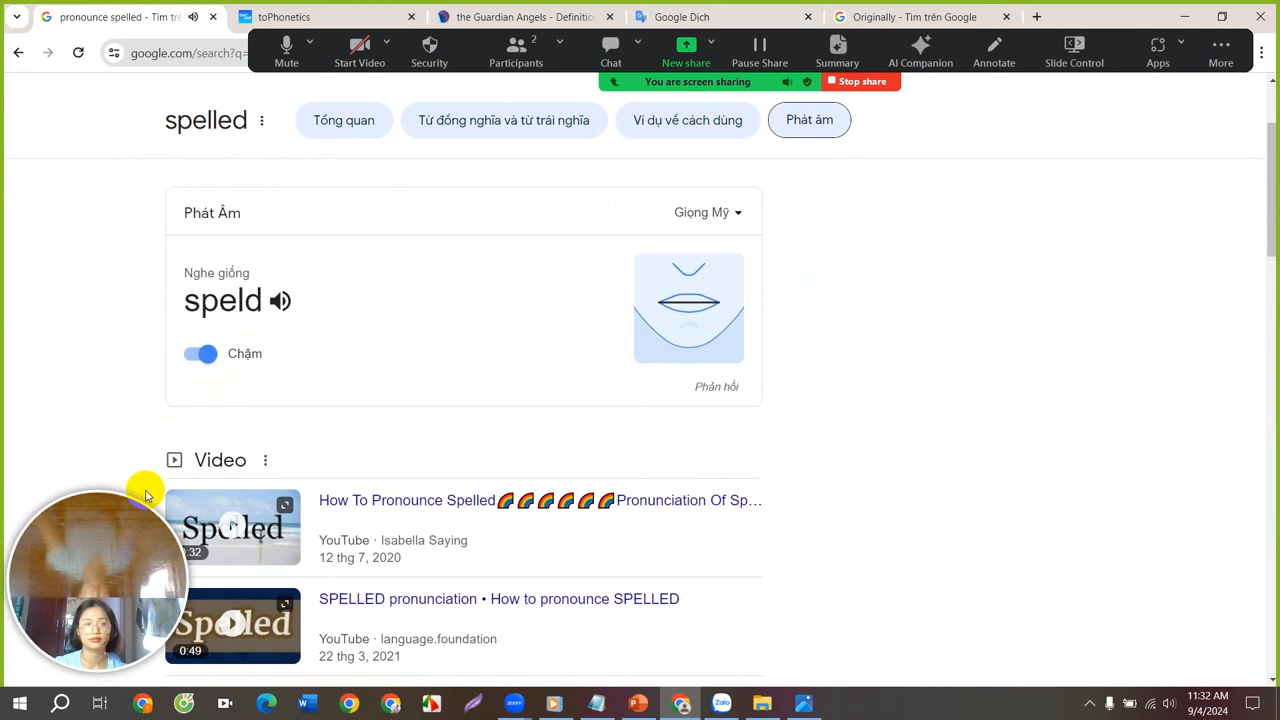 pronounce spelled - Tìm trê
toPhonetics
the Guardian Angels - Definition
Google Dịch
Originally - Tìm trên Google
google.com/search?q=
Mute
Start Video
Security
Participants
2
Chat
New share
Pause Share
Summary
AI Companion
Annotate
Slide Control
Apps
More
You are screen sharing
Stop share
spelled
Tổng quan
Từ đồng nghĩa và từ trái nghĩa
Ví dụ về cách dùng
Phát âm
Phát Âm
Giọng Mỹ
Nghe giống
speld
Chậm
Phản hồi
Video
Spelled
:32
How To Pronounce Spelled🌈🌈🌈🌈🌈🌈Pronunciation Of Sp...
YouTube · Isabella Saying
12 thg 7, 2020
Spelled
0:49
SPELLED pronunciation • How to pronounce SPELLED
YouTube · language.foundation
22 thg 3, 2021
11:32 AM
9/4/2024